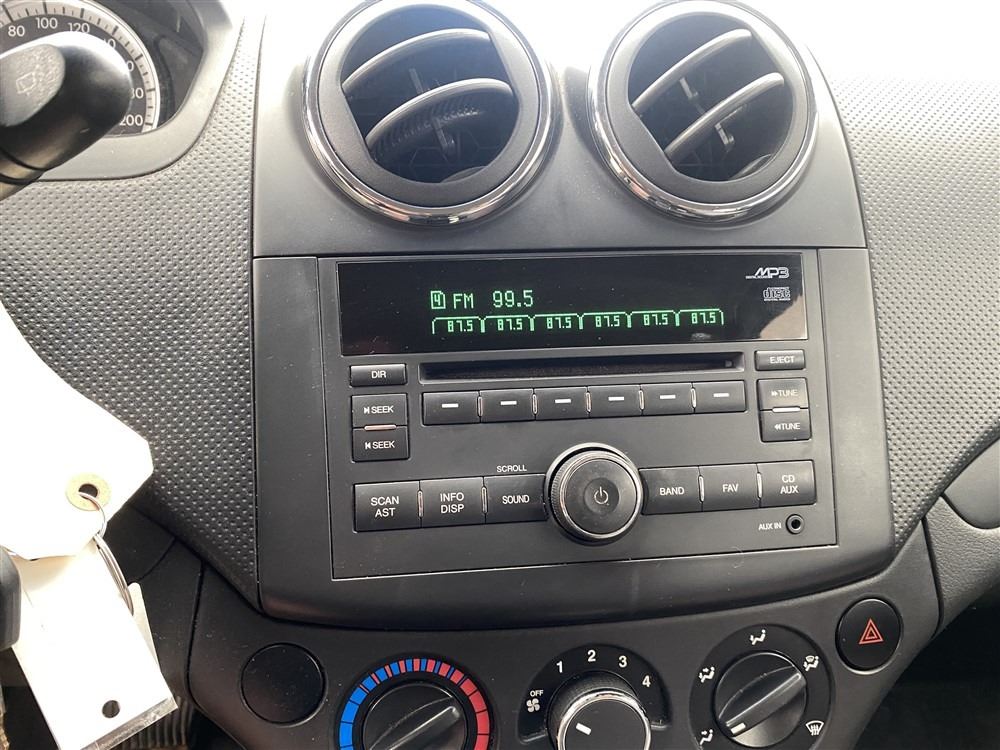 80 100 120
200
MP3
disc
4 FM 99.5
87.5 87.5 87.5 87.5 87.5 87.5
DIR
EJECT
SEEK
TUNE
SEEK
TUNE
SCROLL
SCAN AST
INFO DISP
SOUND
BAND
FAV
CD AUX
AUX IN
OFF 1 2 3 4